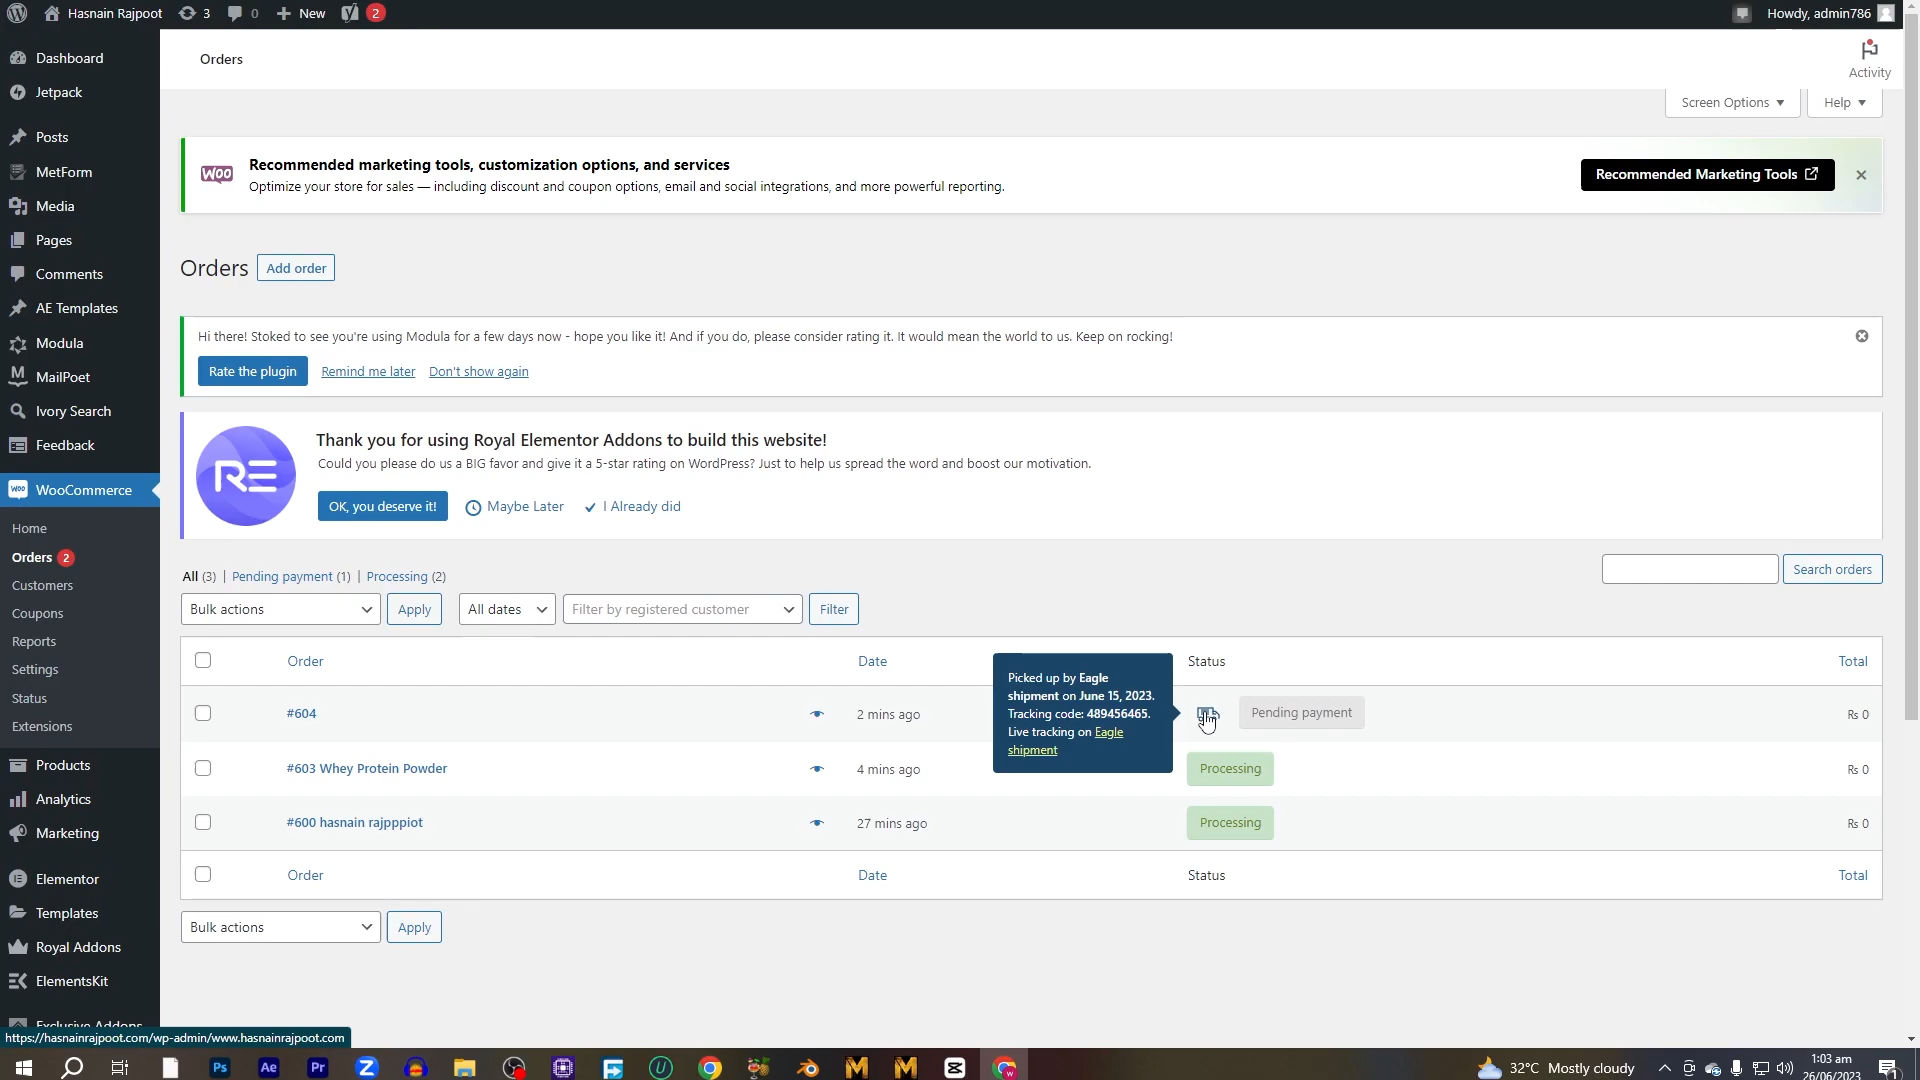 Hasnain Rajpoot 3 0 New 2 Howdy, admin786
Dashboard
Jetpack
Posts
MetForm
Media
Pages
Comments
AE Templates
Modula
MailPoet
Ivory Search
Feedback
WooCommerce
Home
Orders 2
Customers
Coupons
Reports
Settings
Status
Extensions
Products
Analytics
Marketing
Elementor
Templates
Royal Addons
ElementsKit
Exclusive Addons
https://hasnainrajpoot.com/wp-admin/www.hasnainrajpoot.com
Orders
Activity
Screen Options
Help
Woo
Recommended marketing tools, customization options, and services
Optimize your store for sales — including discount and coupon options, email and social integrations, and more powerful reporting.
Recommended Marketing Tools
Orders Add order
Hi there! Stoked to see you're using Modula for a few days now - hope you like it! And if you do, please consider rating it. It would mean the world to us. Keep on rocking!
Rate the plugin Remind me later Don't show again
RE
Thank you for using Royal Elementor Addons to build this website!
Could you please do us a BIG favor and give it a 5-star rating on WordPress? Just to help us spread the word and boost our motivation.
OK, you deserve it! Maybe Later I Already did
All (3) | Pending payment (1) | Processing (2)
Search orders
Bulk actions Apply All dates Filter by registered customer Filter
Order Date Status Total
Picked up by Eagle
shipment on June 15, 2023.
Tracking code: 489456465.
Live tracking on Eagle
shipment
#604 2 mins ago Pending payment Rs 0
#603 Whey Protein Powder 4 mins ago Processing Rs 0
#600 hasnain rajpppiot 27 mins ago Processing Rs 0
Order Date Status Total
Bulk actions Apply
Ps Ae Pr Z
32°C Mostly cloudy
1:03 am
26/06/2023
1